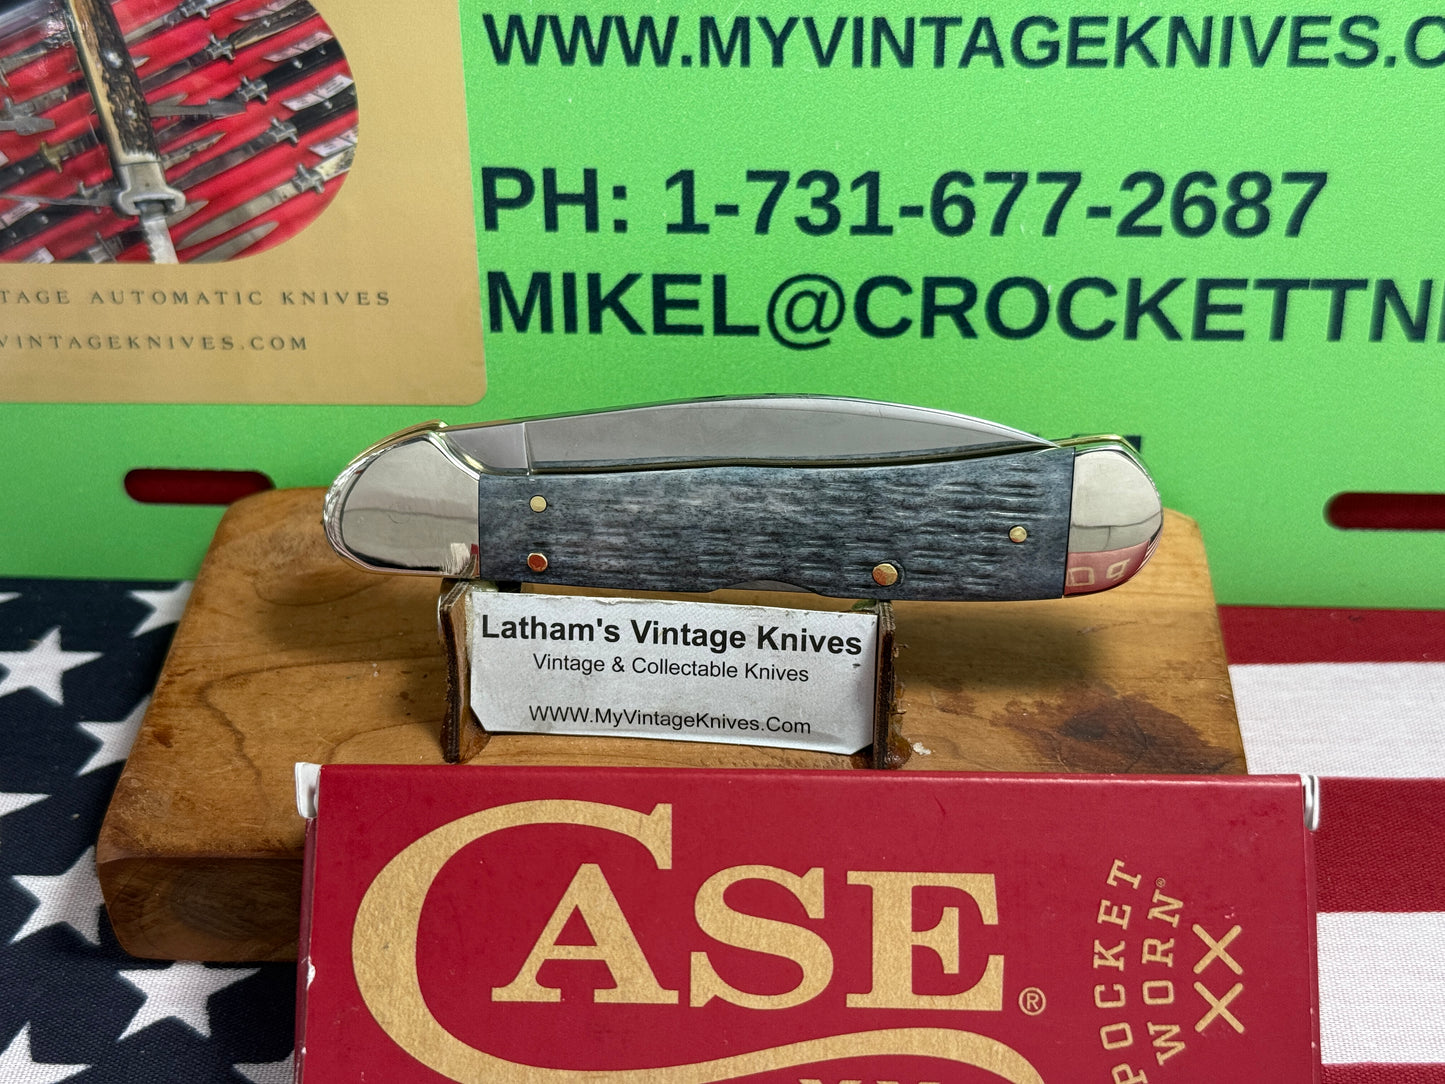 WWW.MYVINTAGEKNIVES.C
PH: 1-731-677-2687
MIKEL@CROCKETTN
TAGE AUTOMATIC KNIVES
VINTAGEKNIVES.COM
Latham's Vintage Knives
Vintage & Collectable Knives
WWW.MyVintageKnives.Com
CASE®
POCKET
WORN®
XX